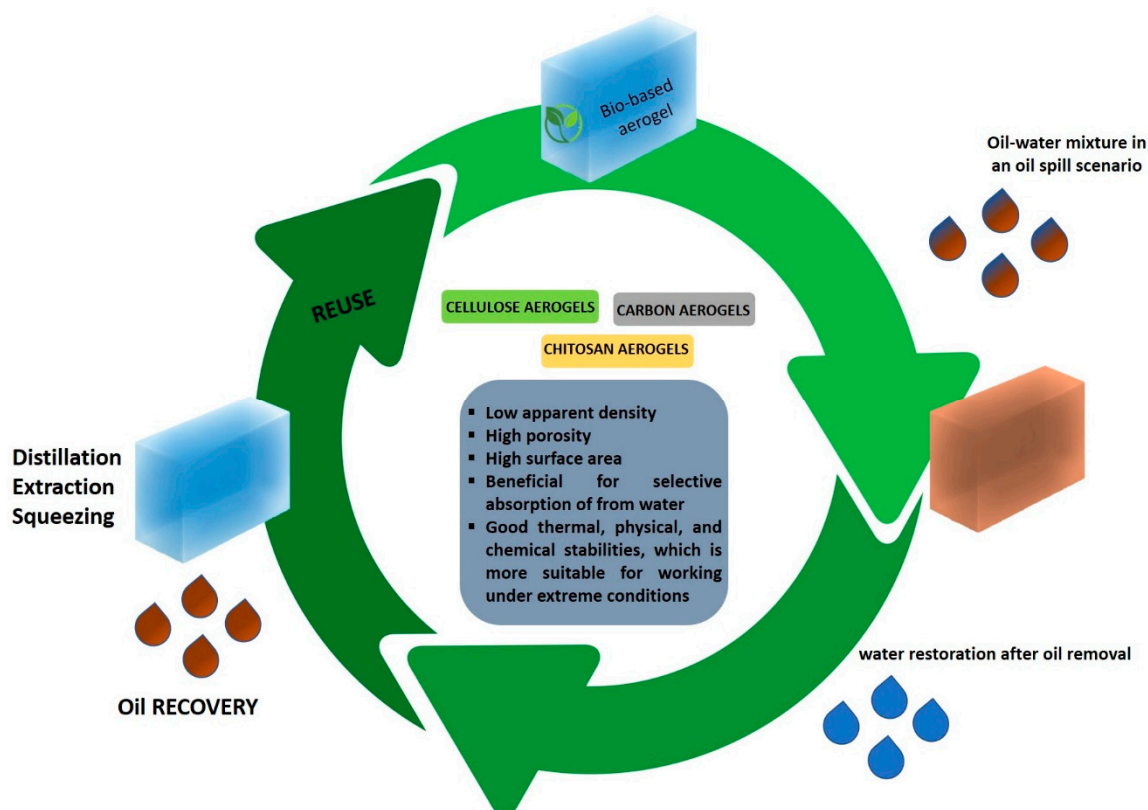 Bio-based
aerogel
Oil-water mixture in
an oil spill scenario
REUSE
CELLULOSE AEROGELS
CARBON AEROGELS
CHITOSAN AEROGELS
▪ Low apparent density
▪ High porosity
▪ High surface area
▪ Beneficial for selective
absorption of from water
▪ Good thermal, physical, and
chemical stabilities, which is
more suitable for working
under extreme conditions
Distillation
Extraction
Squeezing
Oil RECOVERY
water restoration after oil removal